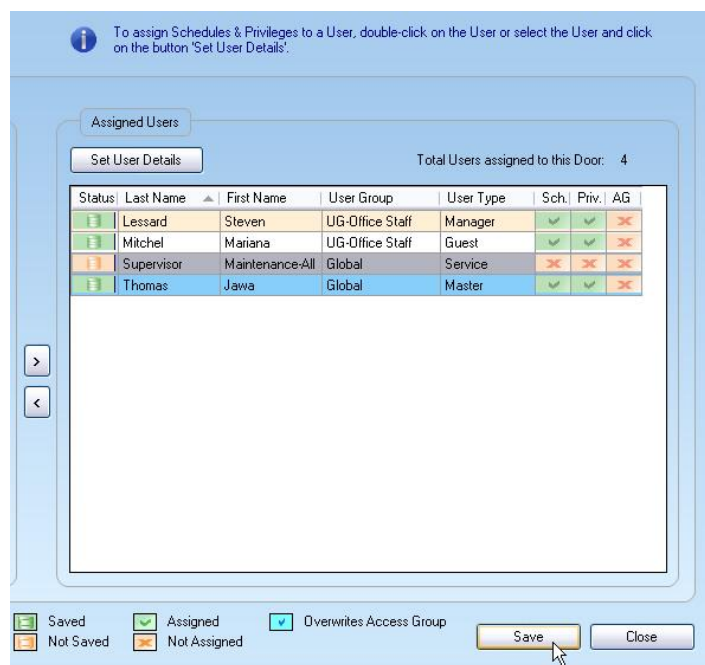 To assign Schedules & Privileges to a User, double-click on the User or select the User and click
on the button 'Set User Details'.
Assigned Users
Set User Details
Total Users assigned to this Door: 4
Status Last Name First Name User Group User Type Sch. Priv. AG
Lessard Steven UG-Office Staff Manager
Mitchel Mariana UG-Office Staff Guest
Supervisor Maintenance-All Global Service
Thomas Jawa Global Master
>
<
Saved Assigned Overwrites Access Group
Not Saved Not Assigned
Save Close